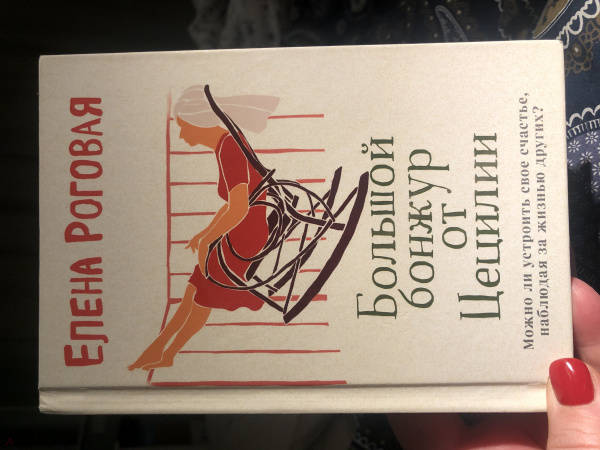 Елена Роговая
Большой
бонжур
от
Цецилии
Можно ли устроить свое счастье,
наблюдая за жизнью других?